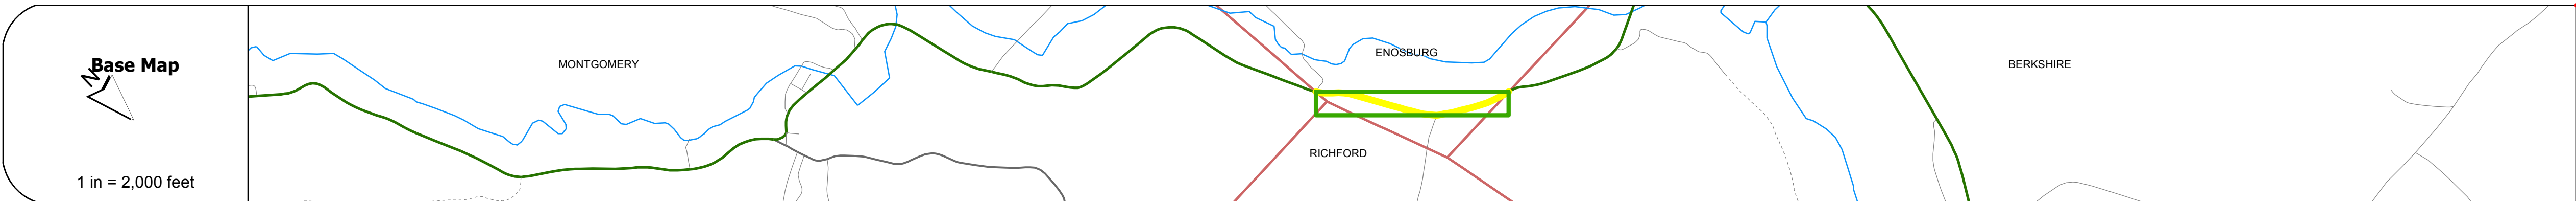 Base Map
N
1 in = 2,000 feet
MONTGOMERY
ENOSBURG
RICHFORD
BERKSHIRE